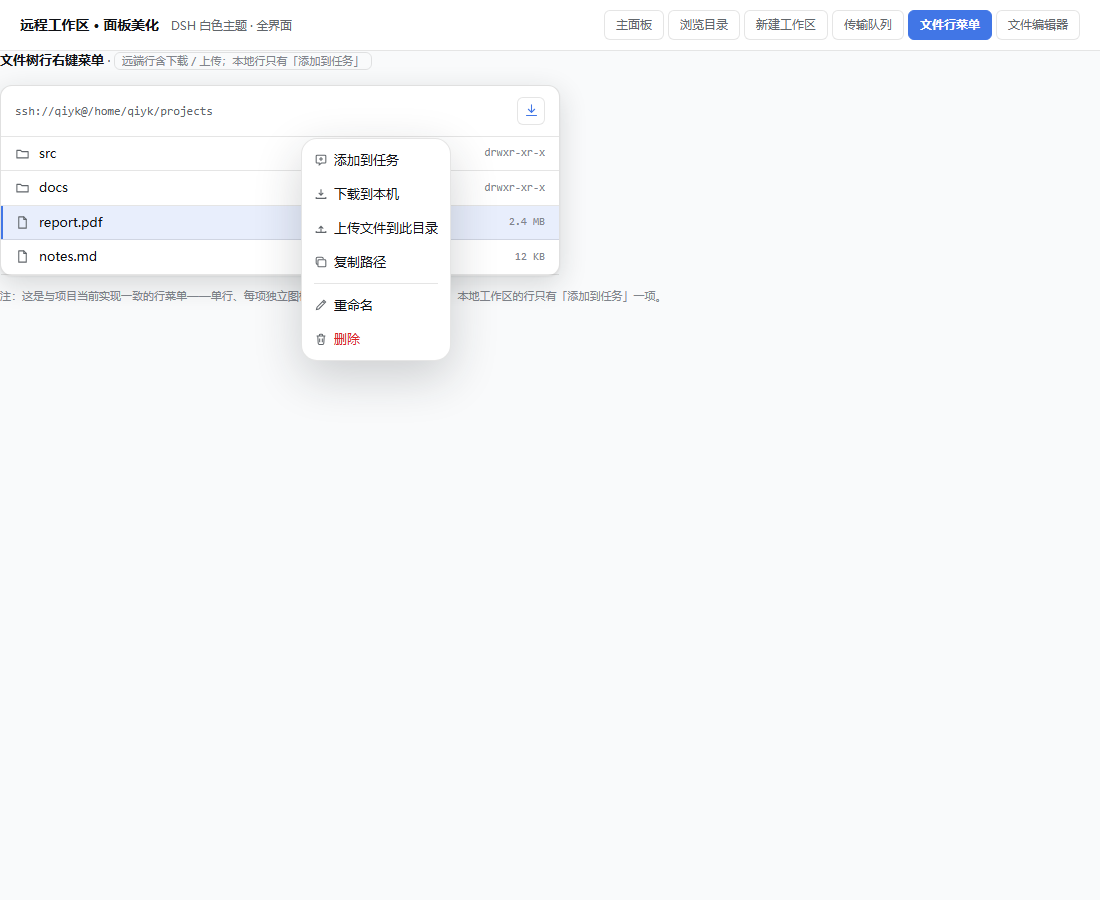 远程工作区 • 面板美化 DSH 白色主题 · 全界面 主面板 浏览目录 新建工作区 传输队列 文件行菜单 文件编辑器
文件树行右键菜单 · 远端行含下载 / 上传；本地行只有「添加到任务」
ssh://qiyk@/home/qiyk/projects
src drwxr-xr-x
docs drwxr-xr-x
report.pdf 2.4 MB
notes.md 12 KB
添加到任务
下载到本机
上传文件到此目录
复制路径
重命名
删除
注：这是与项目当前实现一致的行菜单——单行、每项独立图 本地工作区的行只有「添加到任务」一项。